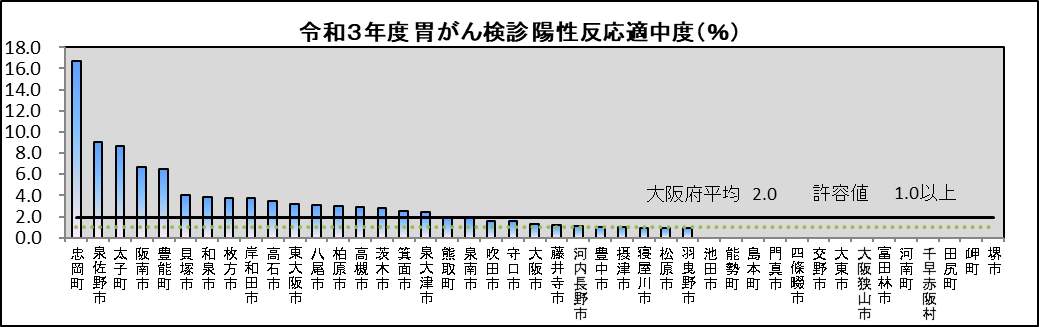 令和3年度胃がん検診陽性反応適中度(%)
18.0
16.0
14.0
12.0
10.0
8.0
6.0
4.0
2.0
0.0
大阪府平均 2.0 許容値 1.0以上
忠岡町
泉佐野市
太子町
阪南市
豊能町
貝塚市
和泉市
枚方市
岸和田市
高石市
東大阪市
八尾市
柏原市
高槻市
茨木市
箕面市
泉大津市
熊取町
泉南市
吹田市
守口市
大阪市
藤井寺市
河内長野市
豊中市
摂津市
寝屋川市
松原市
羽曳野市
池田市
能勢町
島本町
門真市
四條畷市
交野市
大東市
大阪狭山市
富田林市
河南町
千早赤阪村
田尻町
岬町
堺市